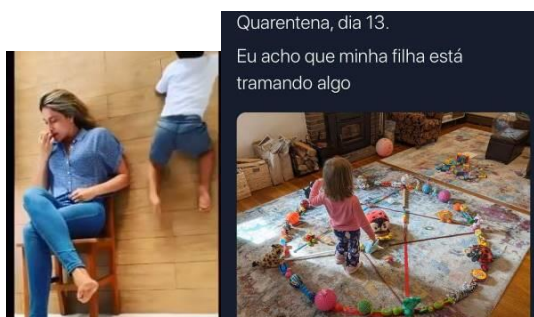 Quarentena, dia 13.
Eu acho que minha filha está
tramando algo